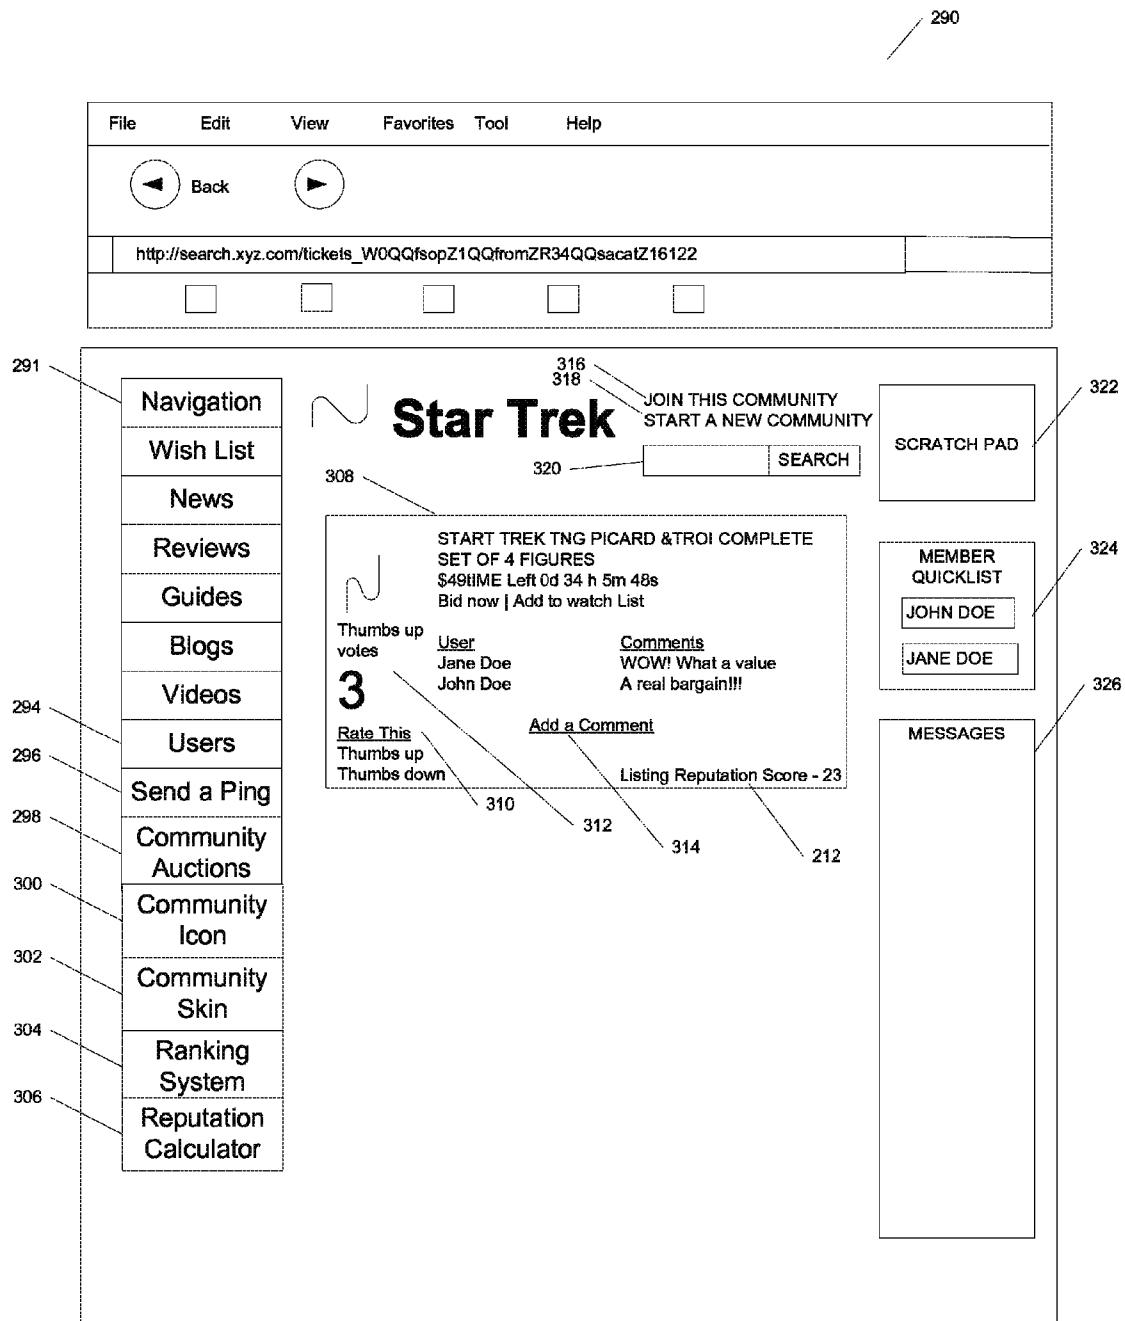 290
File Edit View Favorites Tool Help
Back
http://search.xyz.com/tickets_W0QQfsopZ1QQfromZR34QQsacatZ16122
291
Navigation
Wish List
News
Reviews
Guides
Blogs
Videos
294
Users
296
Send a Ping
298
Community
Auctions
300
Community
Icon
302
Community
Skin
304
Ranking
System
306
Reputation
Calculator
Star Trek
316
318
JOIN THIS COMMUNITY
START A NEW COMMUNITY
320
SEARCH
308
START TREK TNG PICARD &TROI COMPLETE
SET OF 4 FIGURES
$49tIME Left 0d 34 h 5m 48s
Bid now | Add to watch List
Thumbs up
votes
3
User Comments
Jane Doe WOW! What a value
John Doe A real bargain!!!
Add a Comment
Rate This
Thumbs up
Thumbs down
Listing Reputation Score - 23
310
312
314
212
SCRATCH PAD
322
MEMBER
QUICKLIST
324
JOHN DOE
JANE DOE
326
MESSAGES